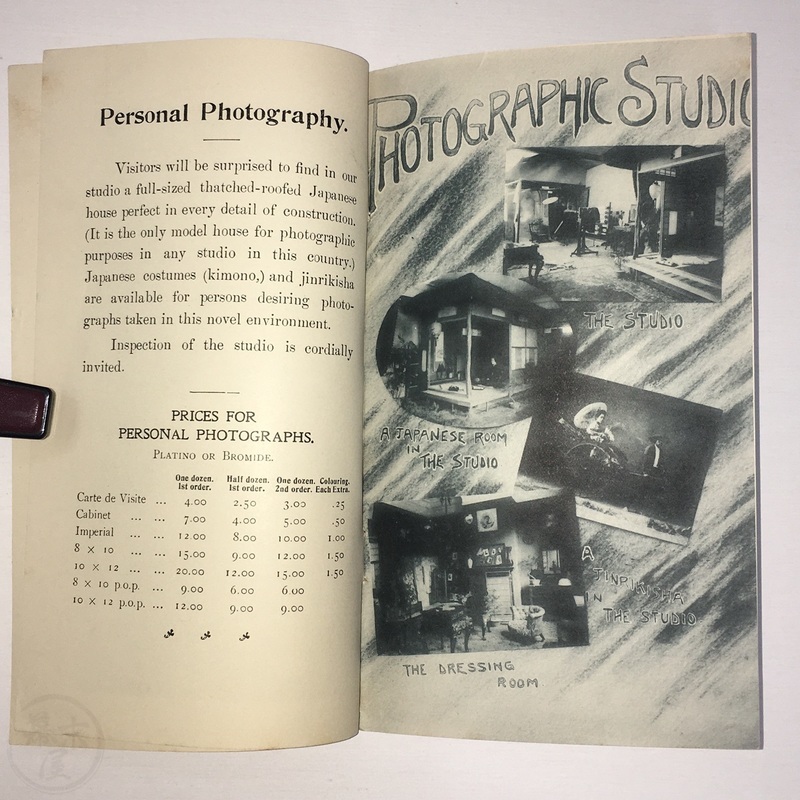 Personal Photography.
Visitors will be surprised to find in our
studio a full-sized thatched-roofed Japanese
house perfect in every detail of construction.
(It is the only model house for photographic
purposes in any studio in this country.)
Japanese costumes (kimono,) and jinrikisha
are available for persons desiring photo-
graphs taken in this novel environment.
Inspection of the studio is cordially
invited.
PRICES FOR
PERSONAL PHOTOGRAPHS.
PLATINO OR BROMIDE.
One dozen. Half dozen. One dozen. Colouring.
1st order. 1st order. 2nd order. Each Extra.
Carte de Visite ... 4.00 2.50 3.00 .25
Cabinet ... ... 7.00 4.00 5.00 .50
Imperial ... ... 12.00 8.00 10.00 1.00
8 × 10 ... ... 15.00 9.00 12.00 1.50
10 × 12 ... ... 20.00 12.00 15.00 1.50
8 × 10 p.o.p. ... 9.00 6.00 6.00
10 × 12 p.o.p. ... 12.00 9.00 9.00
PHOTOGRAPHIC STUDIO
THE STUDIO
A JAPANESE ROOM
IN THE STUDIO
A
JINRIKISHA
IN THE STUDIO
THE DRESSING
ROOM